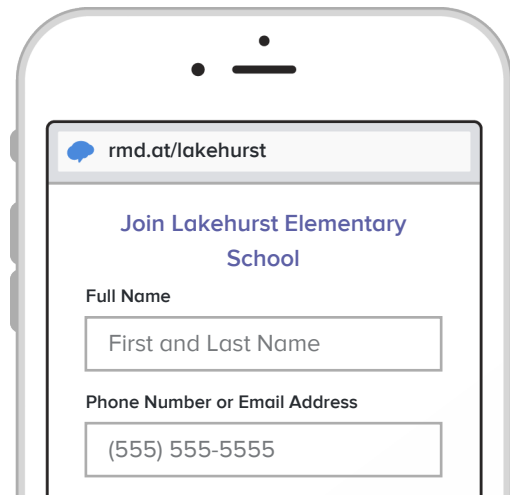 rmd.at/lakehurst
Join Lakehurst Elementary
School
Full Name
First and Last Name
Phone Number or Email Address
(555) 555-5555